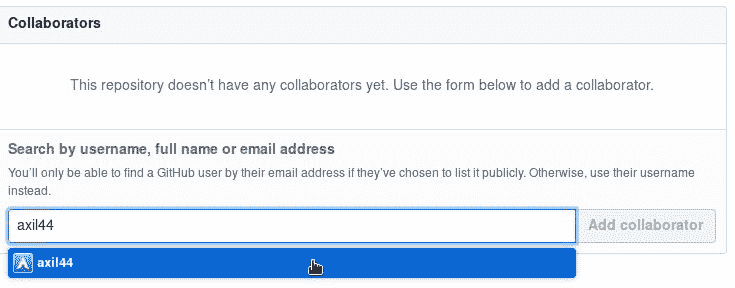 Collaborators
This repository doesn't have any collaborators yet. Use the form below to add a collaborator.
Search by username, full name or email address
You'll only be able to find a GitHub user by their email address if they've chosen to list it publicly. Otherwise, use their username
instead.
axil44 Add collaborator
axil44